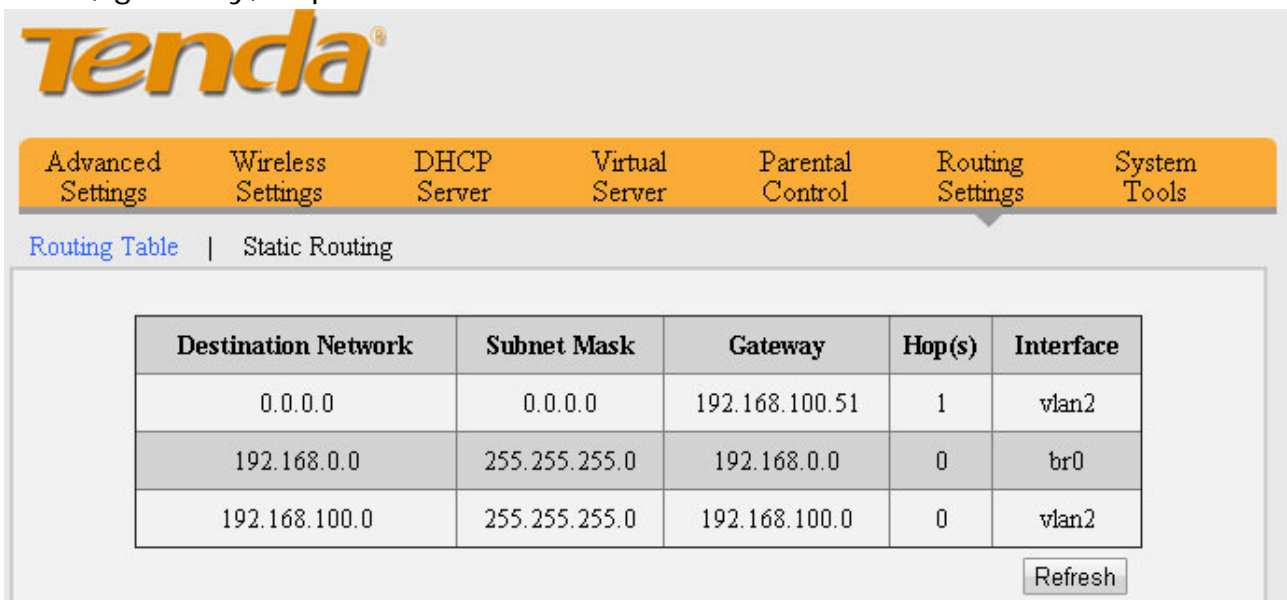 Tenda®
Advanced Settings Wireless Settings DHCP Server Virtual Server Parental Control Routing Settings System Tools
Routing Table | Static Routing
Destination Network Subnet Mask Gateway Hop(s) Interface
0.0.0.0 0.0.0.0 192.168.100.51 1 vlan2
192.168.0.0 255.255.255.0 192.168.0.0 0 br0
192.168.100.0 255.255.255.0 192.168.100.0 0 vlan2
Refresh